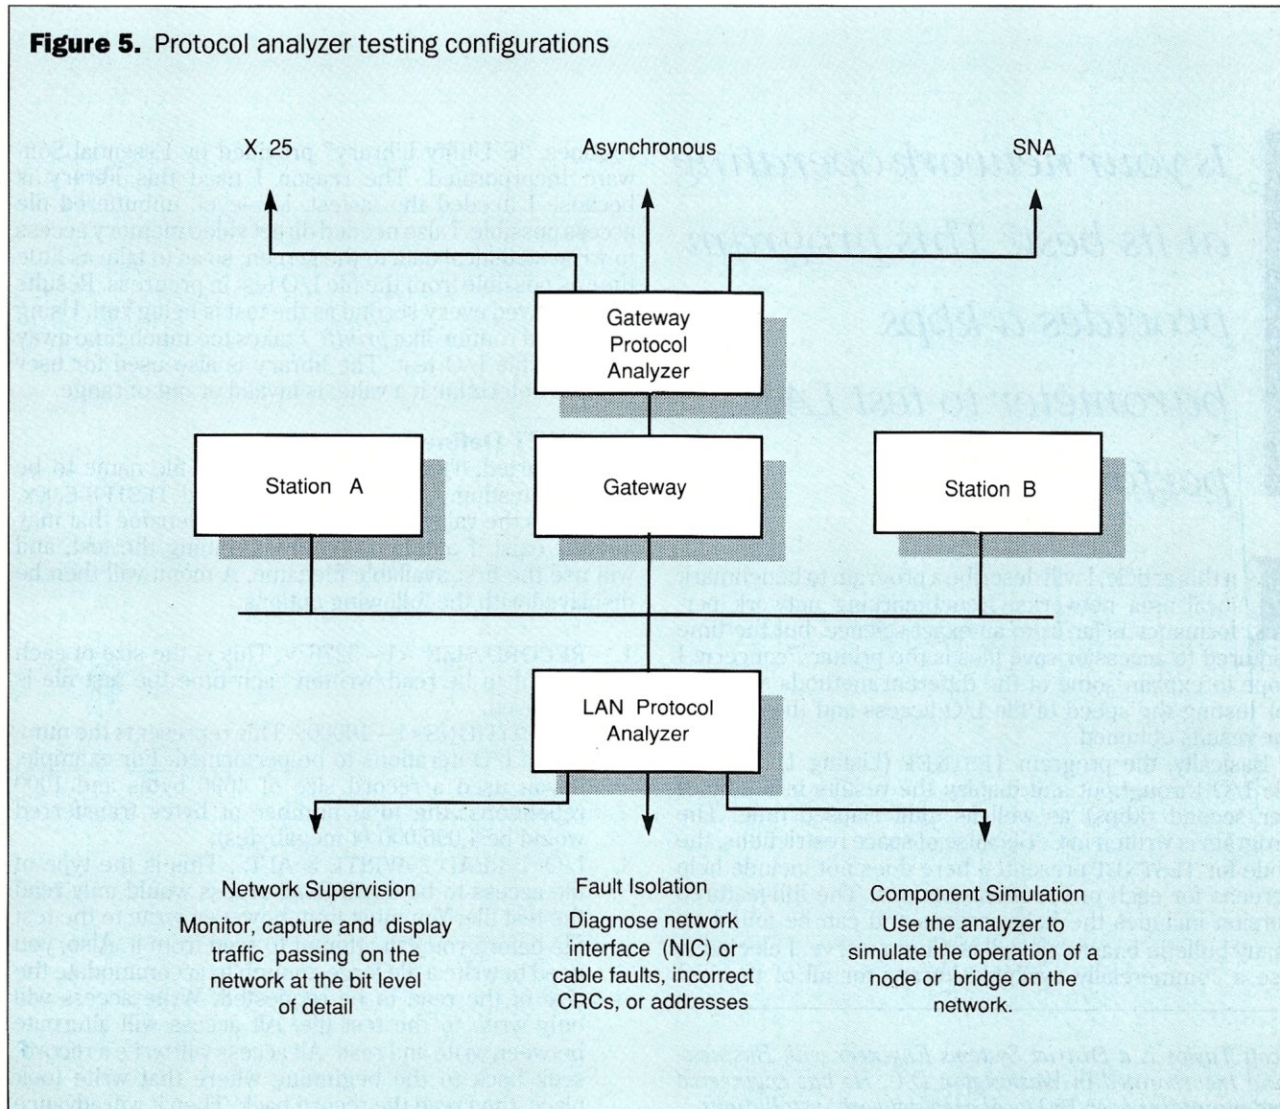 Figure 5. Protocol analyzer testing configurations
X.25
Asynchronous
SNA
Gateway
Protocol
Analyzer
Station A
Gateway
Station B
LAN Protocol
Analyzer
Network Supervision
Monitor, capture and display
traffic passing on the
network at the bit level
of detail
Fault Isolation
Diagnose network
interface (NIC) or
cable faults, incorrect
CRCs, or addresses
Component Simulation
Use the analyzer to
simulate the operation of a
node or bridge on the
network.